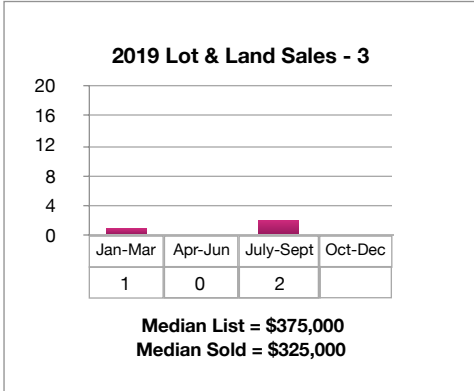 2019 Lot & Land Sales - 3
20
16
12
8
4
0
Jan-Mar Apr-Jun July-Sept Oct-Dec
1 0 2
Median List = $375,000
Median Sold = $325,000